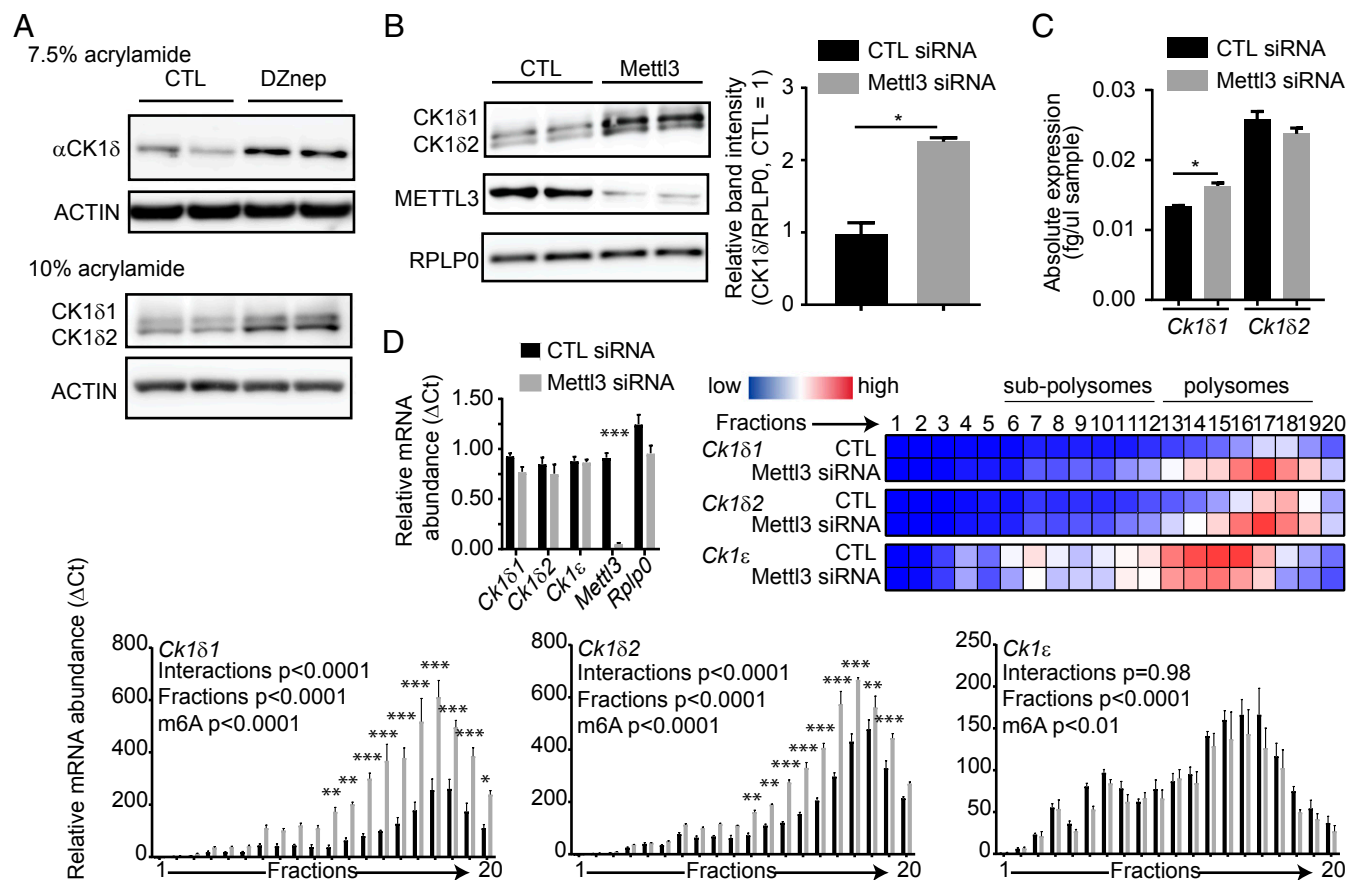 A
7.5% acrylamide
CTL DZnep
αCK1δ
ACTIN
10% acrylamide
CK1δ1
CK1δ2
ACTIN
B
CTL Mettl3
CK1δ1
CK1δ2
METTL3
RPLP0
CTL siRNA
Mettl3 siRNA
Relative band intensity
(CK1δ/RPLP0, CTL = 1)
3
2
1
0
*
C
CTL siRNA
Mettl3 siRNA
Absolute expression
(fg/ul sample)
0.03
0.02
0.01
0.00
*
Ck1δ1 Ck1δ2
D
CTL siRNA
Mettl3 siRNA
Relative mRNA
abundance (ΔCt)
1.50
1.00
0.75
0.00
***
Ck1δ1 Ck1δ2 Ck1ε Mettl3 Rplp0
low high
sub-polysomes polysomes
Fractions
1 2 3 4 5 6 7 8 9 10 11 12 13 14 15 16 17 18 19 20
Ck1δ1 CTL
Mettl3 siRNA
Ck1δ2 CTL
Mettl3 siRNA
Ck1ε CTL
Mettl3 siRNA
Relative mRNA abundance (ΔCt)
800
600
400
200
0
Ck1δ1
Interactions p<0.0001
Fractions p<0.0001
m6A p<0.0001
** ** *** *** *** *** *** *** *** *
1 Fractions 20
800
600
400
200
0
Ck1δ2
Interactions p<0.0001
Fractions p<0.0001
m6A p<0.0001
** ** *** *** *** *** *** ** ***
1 Fractions 20
250
200
150
100
50
0
Ck1ε
Interactions p=0.98
Fractions p<0.0001
m6A p<0.01
1 Fractions 20